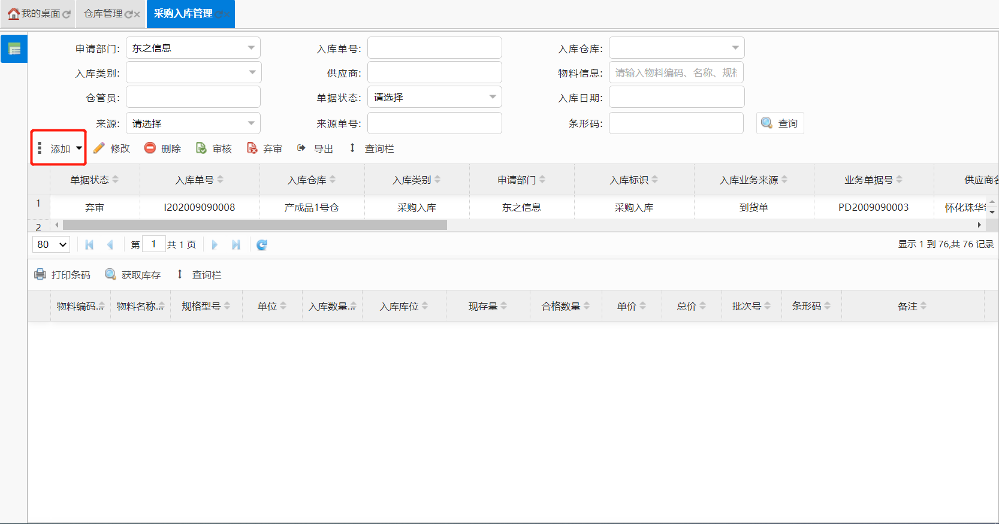 我的桌面 仓库管理 采购入库管理
申请部门: 东之信息 入库单号: 入库仓库:
入库类别: 供应商: 物料信息: 请输入物料编码、名称、规格
仓管员: 单据状态: 请选择 入库日期:
来源: 请选择 来源单号: 条形码: 查询
添加 修改 删除 审核 弃审 导出 查询栏
单据状态 入库单号 入库仓库 入库类别 申请部门 入库标识 入库业务来源 业务单据号 供应商名
1 弃审 I202009090008 产成品1号仓 采购入库 东之信息 采购入库 到货单 PD2009090003 怀化珠华
2
80 第 1 共 1 页 显示 1 到 76,共 76 记录
打印条码 获取库存 查询栏
物料编码... 物料名称... 规格型号 单位 入库数量... 入库库位 现存量 合格数量 单价 总价 批次号 条形码 备注